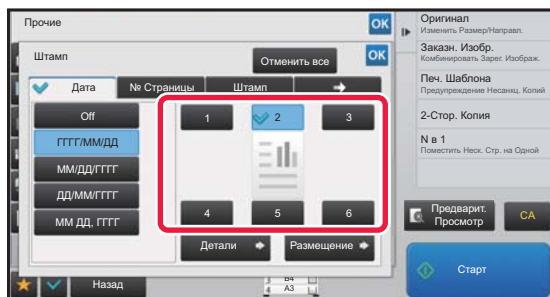 Прочие
OK
Штамп
Отменить все
OK
Дата
№ Страницы
Штамп
Off
ГГГГ/ММ/ДД
ММ/ДД/ГГГГ
ДД/ММ/ГГГГ
ММ ДД, ГГГГ
1
2
3
4
5
6
Детали
Размещение
Назад
B4
A3
Оригинал
Изменить Размер/Направл.
Заказн. Изобр.
Комбинировать Зарег. Изображ.
Печ. Шаблона
Предупреждение Несанкц. Копий
2-Стор. Копия
N в 1
Поместить Неск. Стр. на Одной
Предварит.
Просмотр
CA
Старт